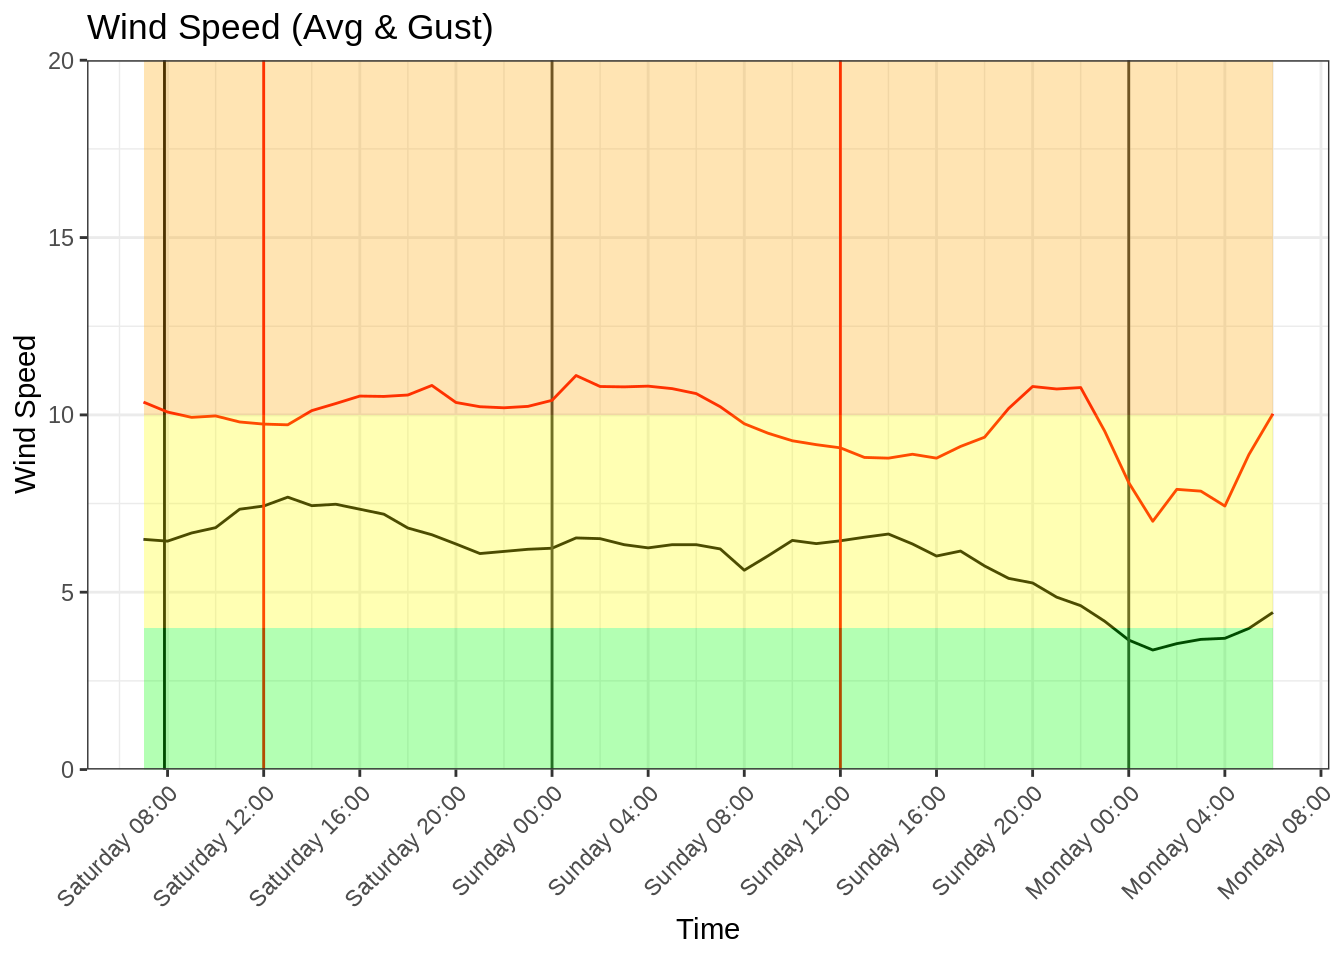 Wind Speed (Avg & Gust)
20
15
10
5
0
Wind Speed
Saturday 08:00
Saturday 12:00
Saturday 16:00
Saturday 20:00
Sunday 00:00
Sunday 04:00
Sunday 08:00
Sunday 12:00
Sunday 16:00
Sunday 20:00
Monday 00:00
Monday 04:00
Monday 08:00
Time